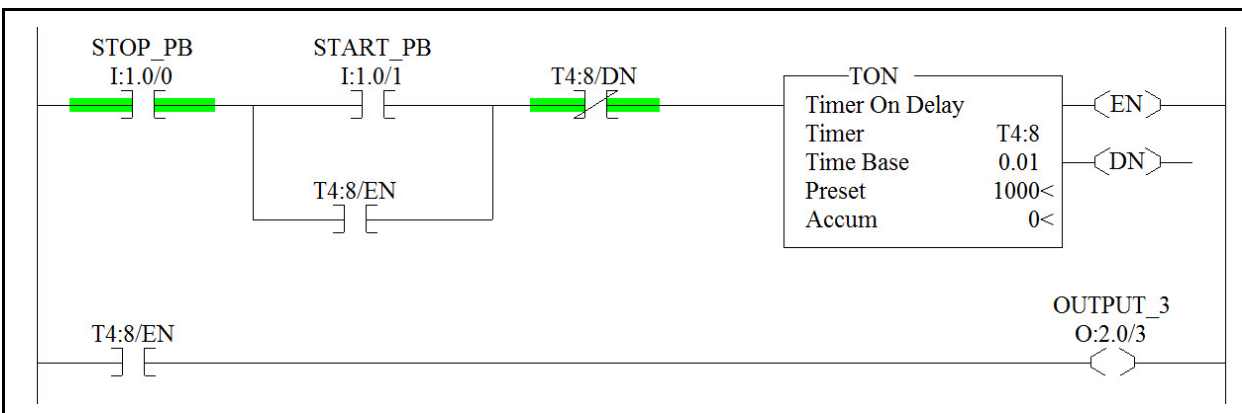 STOP_PB
I:1.0/0
START_PB
I:1.0/1
T4:8/DN
TON
Timer On Delay
Timer T4:8
Time Base 0.01
Preset 1000<
Accum 0<
EN
DN
T4:8/EN
T4:8/EN
OUTPUT_3
O:2.0/3